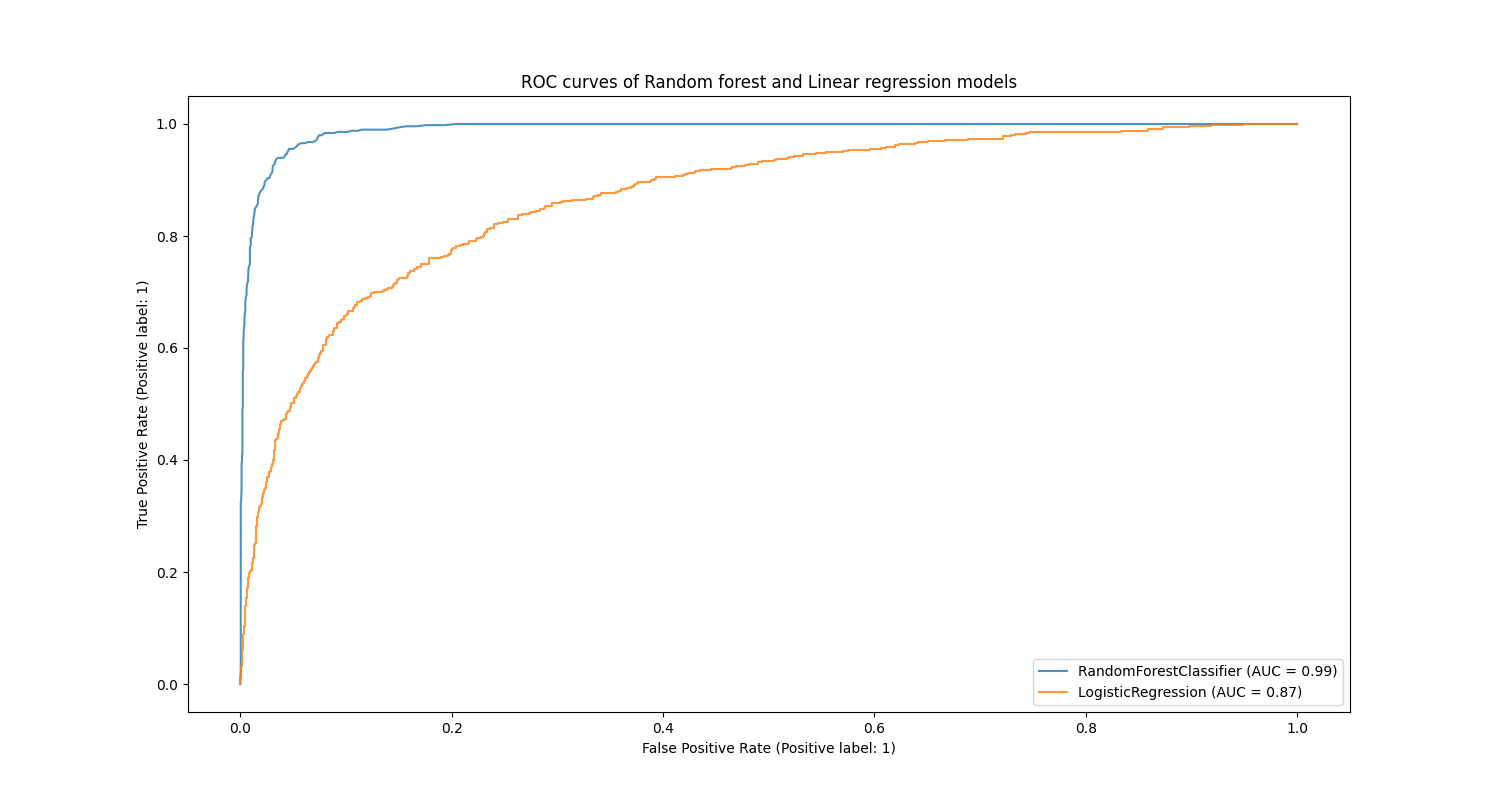 ROC curves of Random forest and Linear regression models
1.0
0.8
0.6
0.4
0.2
0.0
True Positive Rate (Positive label: 1)
RandomForestClassifier (AUC = 0.99)
LogisticRegression (AUC = 0.87)
0.0 0.2 0.4 0.6 0.8 1.0
False Positive Rate (Positive label: 1)